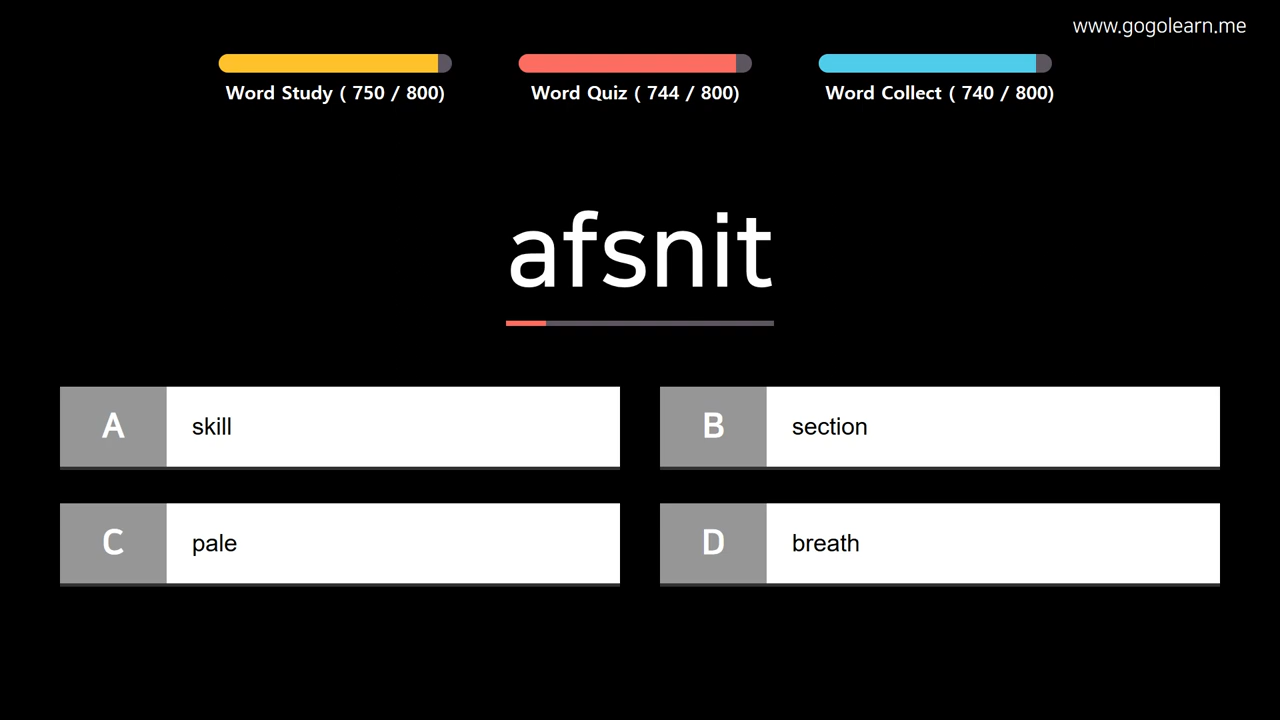 www.gogolearn.me
Word Study ( 750 / 800)
Word Quiz ( 744 / 800)
Word Collect ( 740 / 800)
afsnit
A skill
B section
C pale
D breath